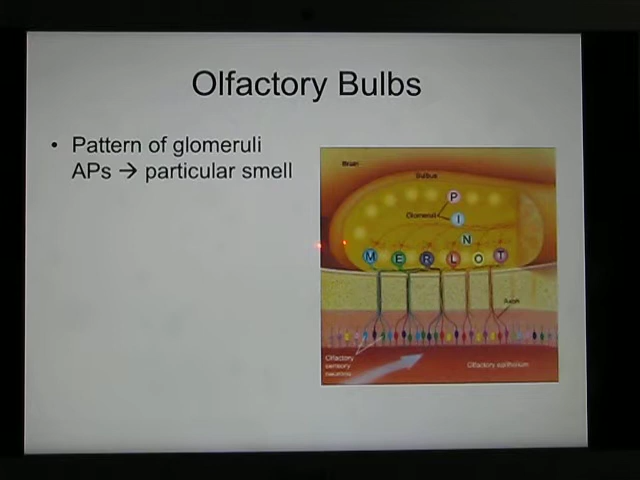 Olfactory Bulbs
• Pattern of glomeruli
APs → particular smell
Brain
Bulbus
P
Glomeruli
I
N
M E R L O T
Axon
Olfactory
sensory
neurons
Olfactory epithelium